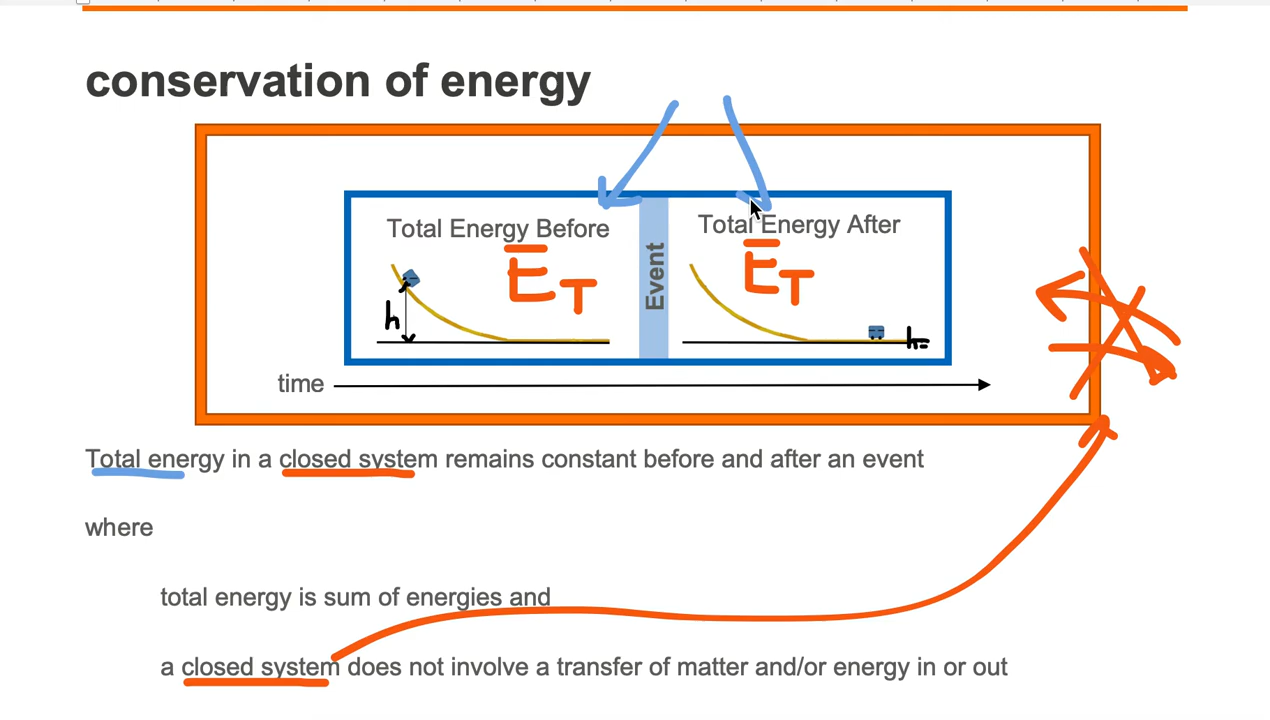 conservation of energy
Total Energy Before
Total Energy After
E T
E T
Event
h
h=
time
Total energy in a closed system remains constant before and after an event
where
total energy is sum of energies and
a closed system does not involve a transfer of matter and/or energy in or out